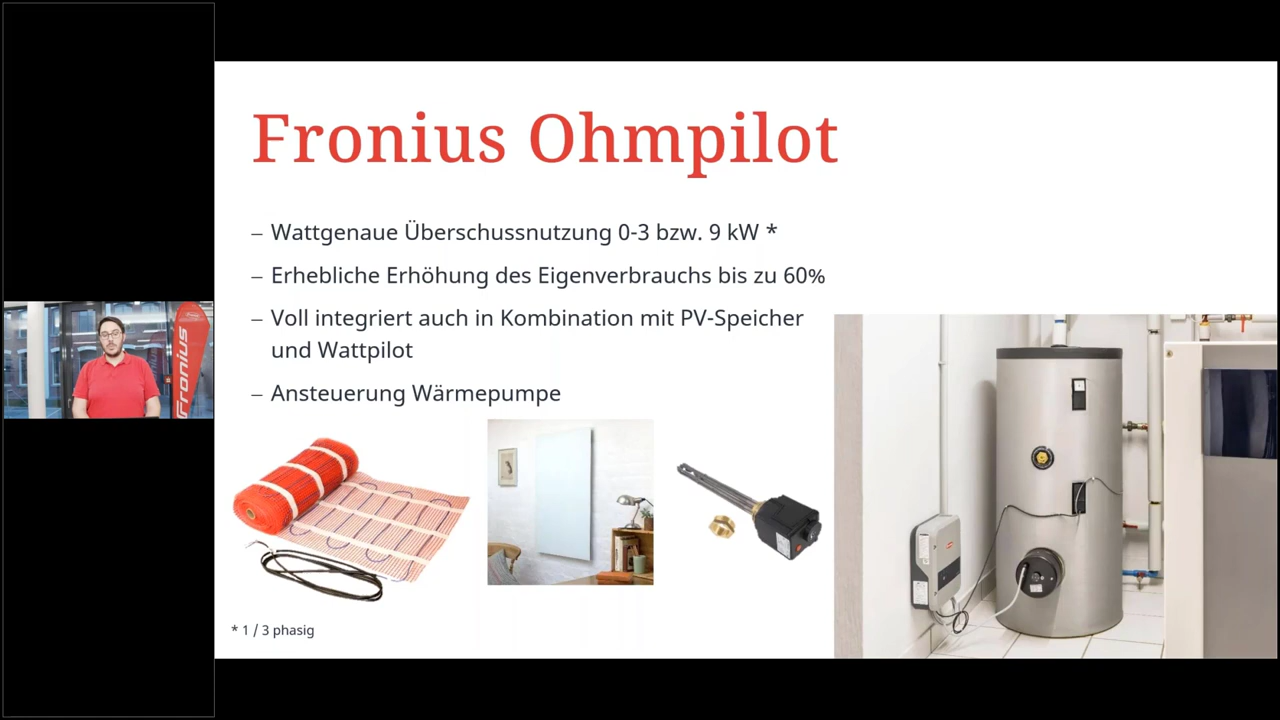 Fronius Ohmpilot
– Wattgenaue Überschussnutzung 0-3 bzw. 9 kW *
– Erhebliche Erhöhung des Eigenverbrauchs bis zu 60%
– Voll integriert auch in Kombination mit PV-Speicher
und Wattpilot
– Ansteuerung Wärmepumpe
* 1 / 3 phasig
Fronius